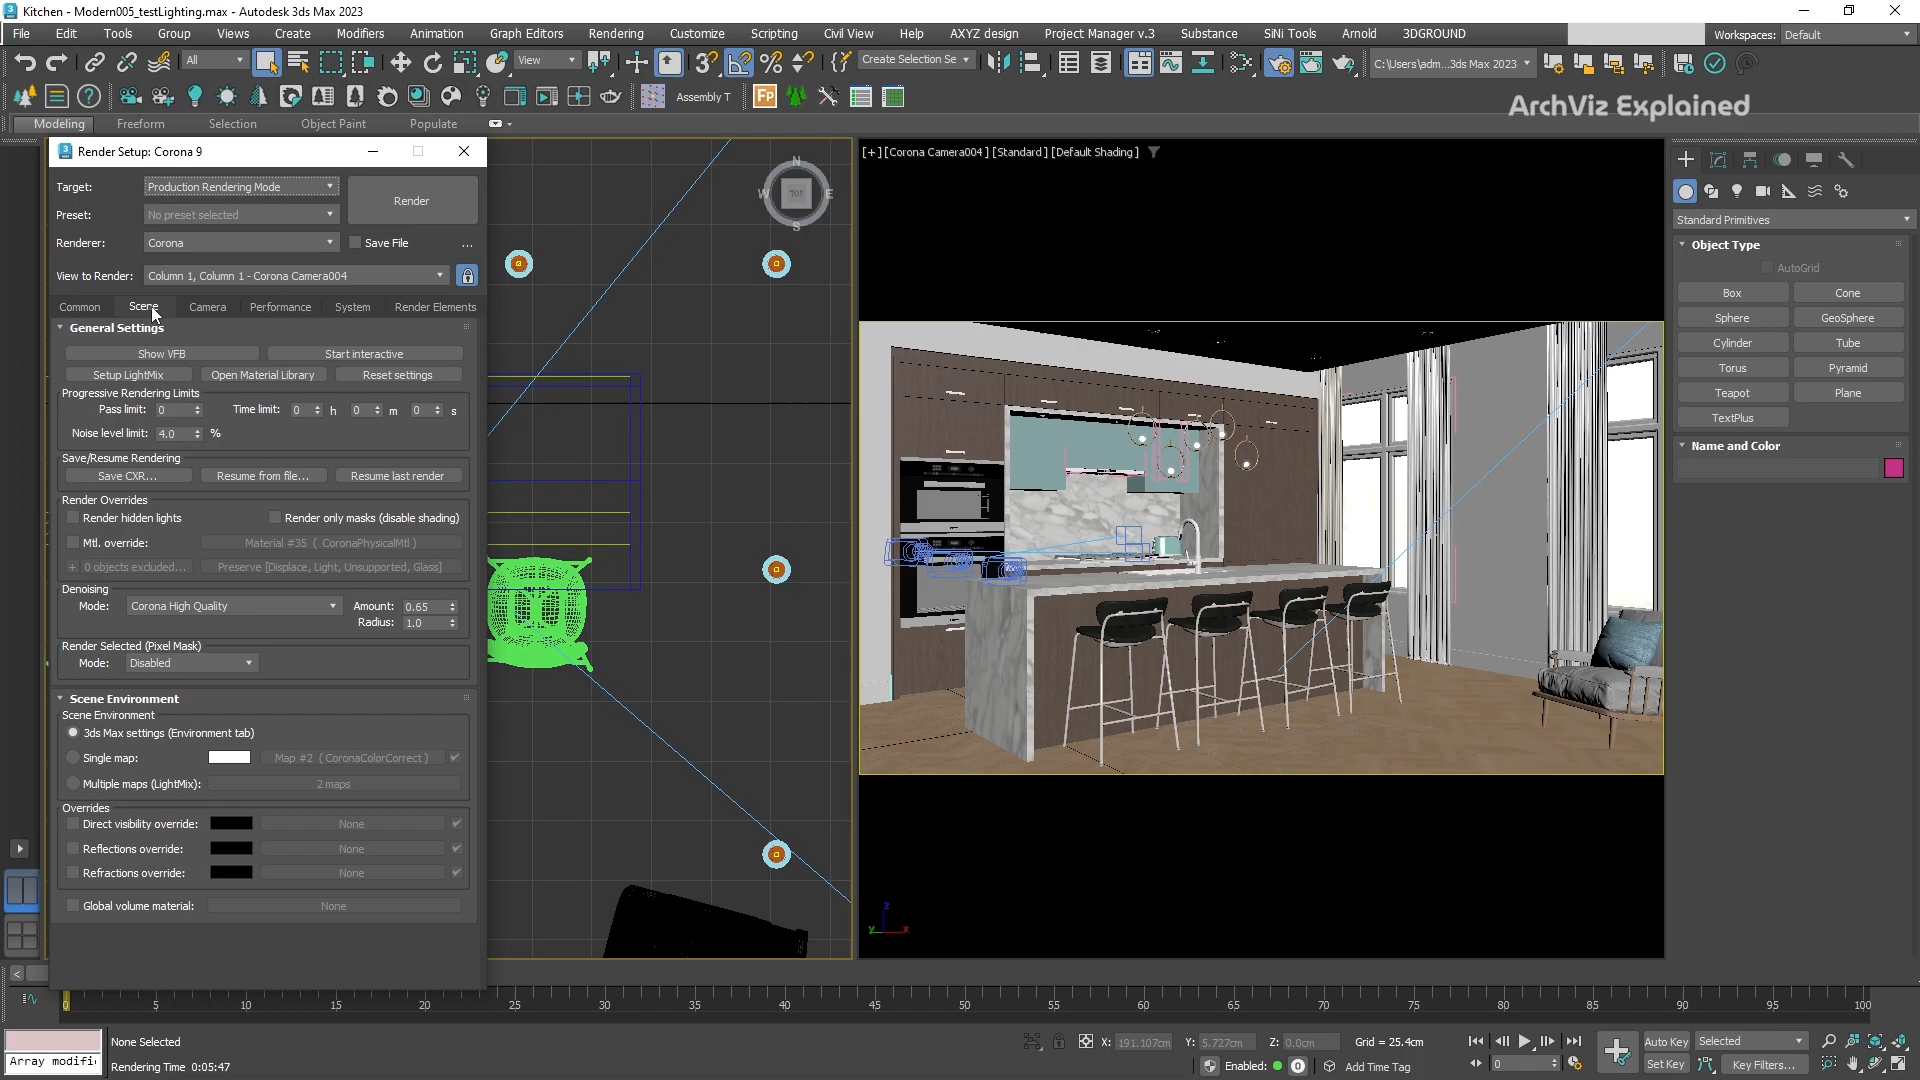 Kitchen - Modern005_testLighting.max - Autodesk 3ds Max 2023
File Edit Tools Group Views Create Modifiers Animation Graph Editors Rendering Customize Scripting Civil View Help AXYZ design Project Manager v.3 Substance SiNi Tools Arnold 3DGROUND Workspaces: Default
All View Create Selection Se C:\Users\adm...3ds Max 2023
Assembly T Fp
ArchViz Explained
Modeling Freeform Selection Object Paint Populate
Render Setup: Corona 9
Target: Production Rendering Mode
Render
Preset: No preset selected
Renderer: Corona Save File ...
View to Render: Column 1, Column 1 - Corona Camera004
Common Scene Camera Performance System Render Elements
General Settings
Show VFB Start interactive
Setup LightMix Open Material Library Reset settings
Progressive Rendering Limits
Pass limit: 0 Time limit: 0 h 0 m 0 s
Noise level limit: 4.0 %
Save/Resume Rendering
Save CXR... Resume from file... Resume last render
Render Overrides
Render hidden lights Render only masks (disable shading)
Mtl. override: Material #35 ( CoronaPhysicalMtl )
+ 0 objects excluded... Preserve [Displace, Light, Unsupported, Glass]
Denoising
Mode: Corona High Quality Amount: 0.65
Radius: 1.0
Render Selected (Pixel Mask)
Mode: Disabled
Scene Environment
Scene Environment
3ds Max settings (Environment tab)
Single map: Map #2 ( CoronaColorCorrect )
Multiple maps (LightMix): 2 maps
Overrides
Direct visibility override: None
Reflections override: None
Refractions override: None
Global volume material: None
N
W TOP E
S
[+] [Corona Camera004 ] [Standard ] [Default Shading ]
z
y x
Standard Primitives
Object Type
AutoGrid
Box Cone
Sphere GeoSphere
Cylinder Tube
Torus Pyramid
Teapot Plane
TextPlus
Name and Color
<
0 5 10 15 20 25 30 35 40 45 50 55 60 65 70 75 80 85 90 95 100
None Selected
X: 191.107cm Y: 5.727cm Z: 0.0cm Grid = 25.4cm
Auto Key Selected
Array modifi
Rendering Time 0:05:47
Enabled: 0 Add Time Tag
0
Set Key Key Filters...